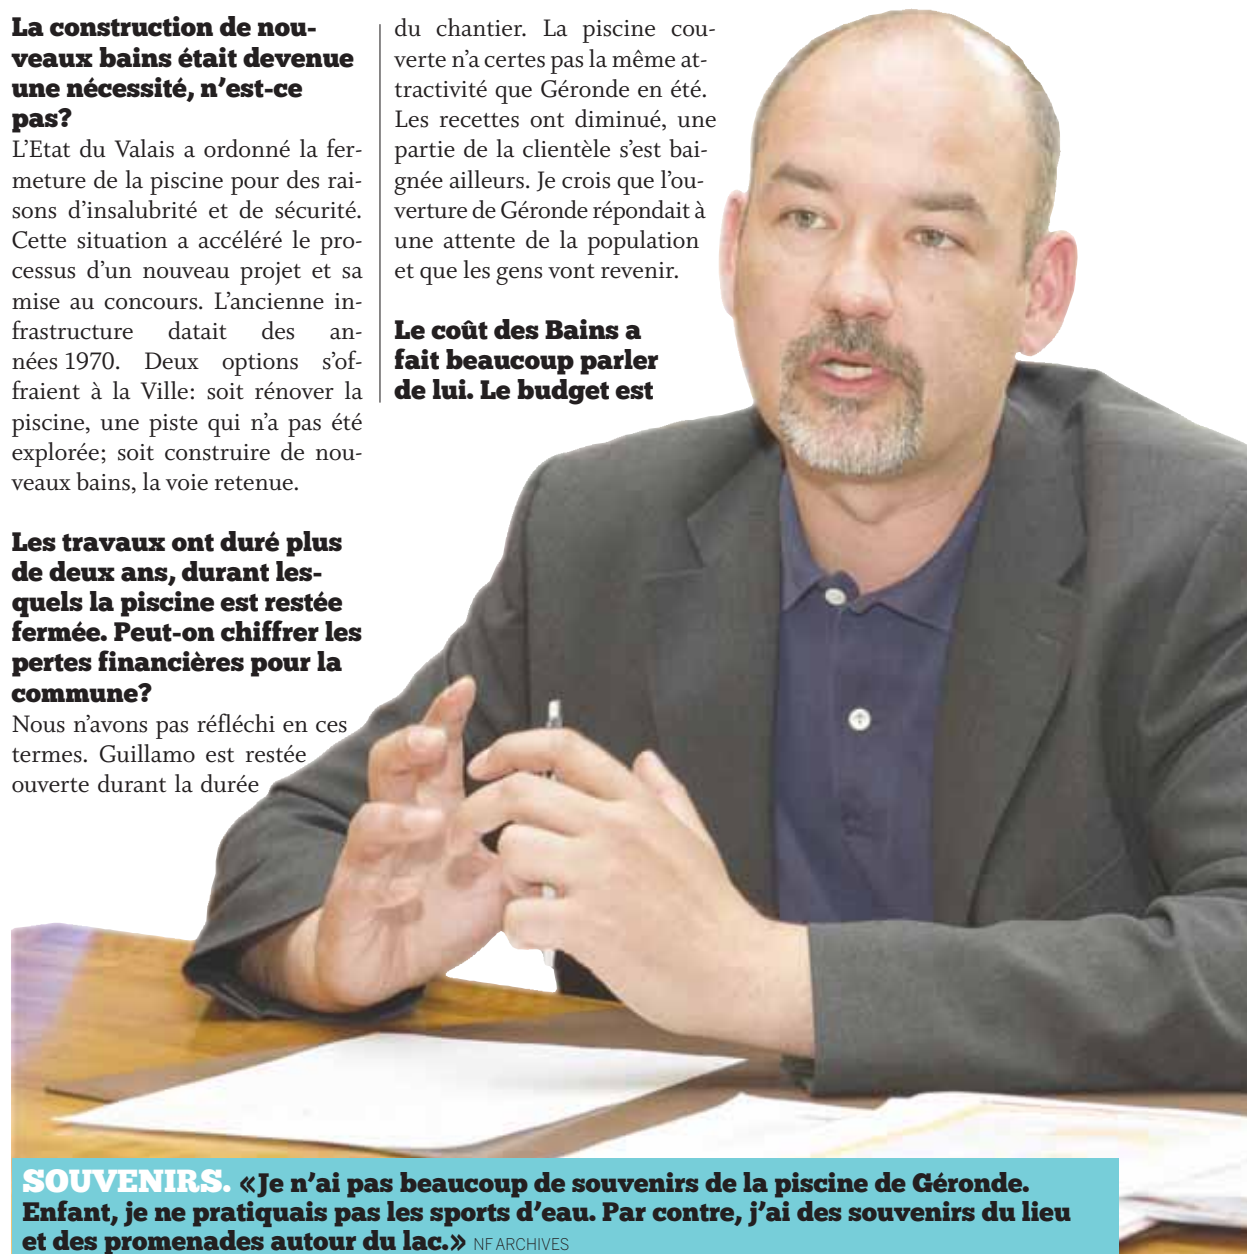 La construction de nou-
veaux bains était devenue
une nécessité, n’est-ce
pas?
L’Etat du Valais a ordonné la fer-
meture de la piscine pour des rai-
sons d’insalubrité et de sécurité.
Cette situation a accéléré le pro-
cessus d’un nouveau projet et sa
mise au concours. L’ancienne in-
frastructure datait des an-
nées 1970. Deux options s’of-
fraient à la Ville: soit rénover la
piscine, une piste qui n’a pas été
explorée; soit construire de nou-
veaux bains, la voie retenue.
Les travaux ont duré plus
de deux ans, durant les-
quels la piscine est restée
fermée. Peut-on chiffrer les
pertes financières pour la
commune?
Nous n’avons pas réfléchi en ces
termes. Guillamo est restée
ouverte durant la durée
du chantier. La piscine cou-
verte n’a certes pas la même at-
tractivité que Géronde en été.
Les recettes ont diminué, une
partie de la clientèle s’est bai-
gnée ailleurs. Je crois que l’ou-
verture de Géronde répondait à
une attente de la population
et que les gens vont revenir.
Le coût des Bains a
fait beaucoup parler
de lui. Le budget est
SOUVENIRS. «Je n’ai pas beaucoup de souvenirs de la piscine de Géronde.
Enfant, je ne pratiquais pas les sports d’eau. Par contre, j’ai des souvenirs du lieu
et des promenades autour du lac.» NF ARCHIVES